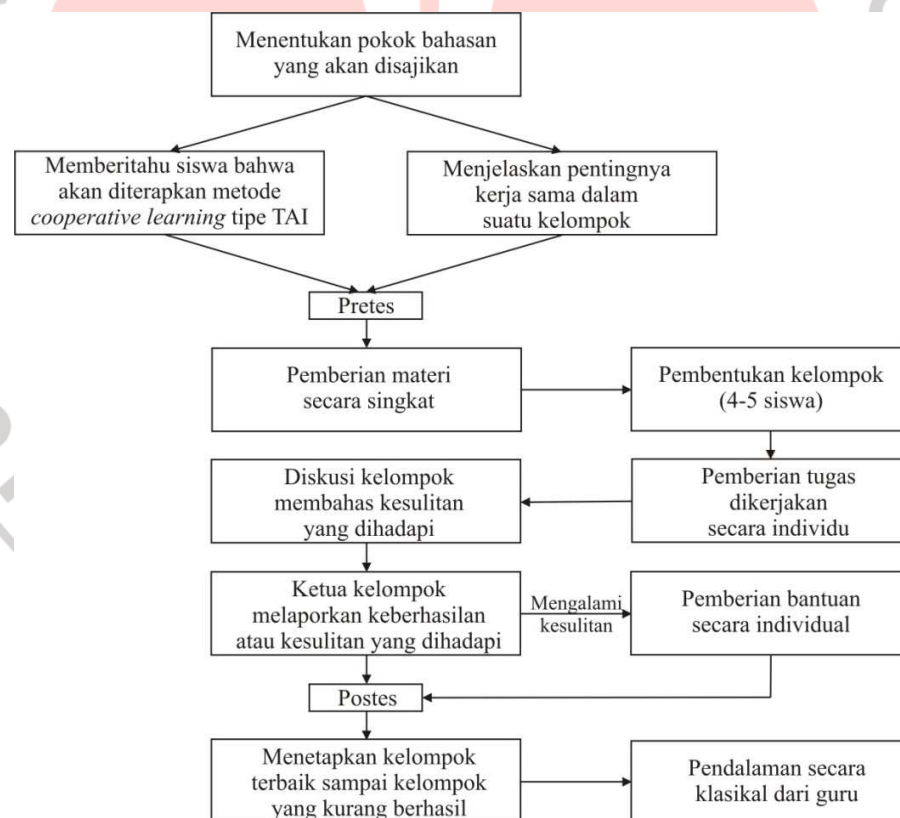 Menentukan pokok bahasan
yang akan disajikan
Memberitahu siswa bahwa
akan diterapkan metode
cooperative learning tipe TAI
Menjelaskan pentingnya
kerja sama dalam
suatu kelompok
Pretes
Pemberian materi
secara singkat
Pembentukan kelompok
(4-5 siswa)
Pemberian tugas
dikerjakan
secara individu
Diskusi kelompok
membahas kesulitan
yang dihadapi
Ketua kelompok
melaporkan keberhasilan
atau kesulitan yang dihadapi
Mengalami
kesulitan
Pemberian bantuan
secara individual
Postes
Menetapkan kelompok
terbaik sampai kelompok
yang kurang berhasil
Pendalaman secara
klasikal dari guru